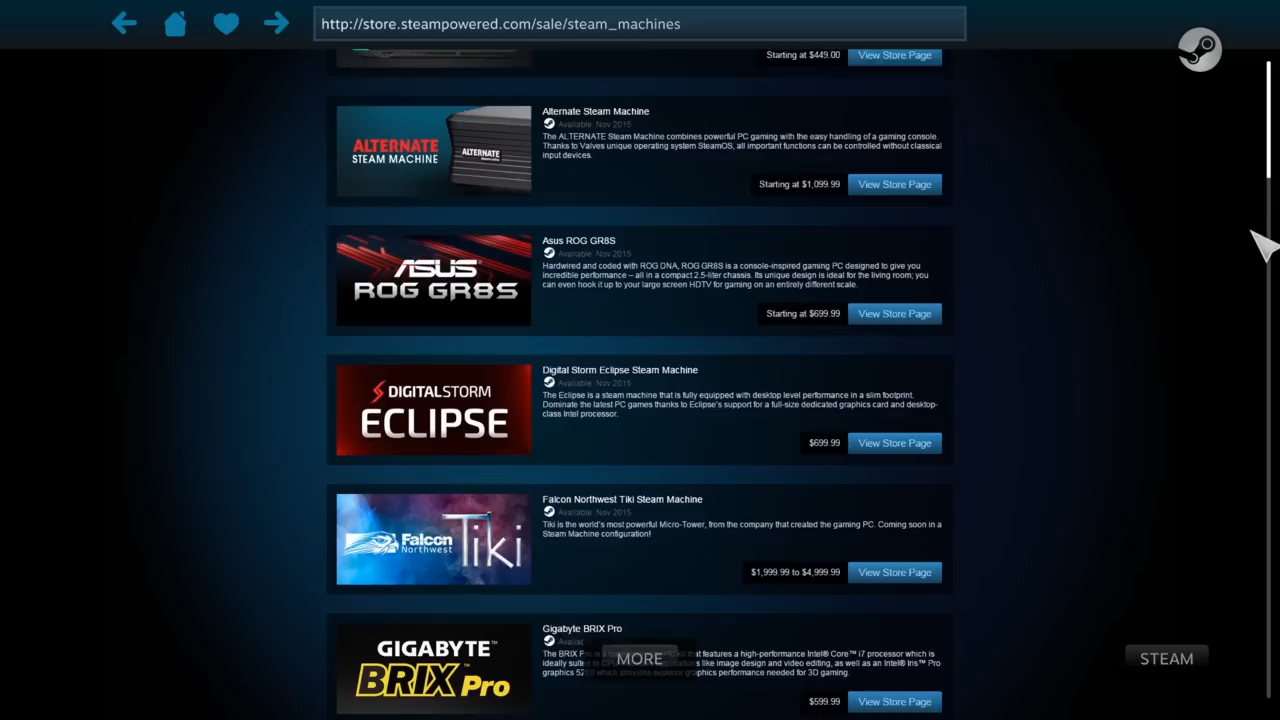 http://store.steampowered.com/sale/steam_machines
Starting at $449.00
View Store Page
ALTERNATE
STEAM MACHINE
ALTERNATE
Alternate Steam Machine
Available: Nov 2015
The ALTERNATE Steam Machine combines powerful PC gaming with the easy handling of a gaming console.
Thanks to Valves unique operating system SteamOS, all important functions can be controlled without classical
input devices.
Starting at $1,099.99
View Store Page
ASUS
ROG GR8S
Asus ROG GR8S
Available: Nov 2015
Hardwired and coded with ROG DNA, ROG GR8S is a console-inspired gaming PC designed to give you
incredible performance – all in a compact 2.5-liter chassis. Its unique design is ideal for the living room; you
can even hook it up to your large screen HDTV for gaming on an entirely different scale.
Starting at $699.99
View Store Page
DIGITALSTORM
ECLIPSE
Digital Storm Eclipse Steam Machine
Available: Nov 2015
The Eclipse is a steam machine that is fully equipped with desktop level performance in a slim footprint.
Dominate the latest PC games thanks to Eclipse's support for a full-size dedicated graphics card and desktop-
class Intel processor.
$699.99
View Store Page
Falcon
Northwest
Tiki
Falcon Northwest Tiki Steam Machine
Available: Nov 2015
Tiki is the world's most powerful Micro-Tower, from the company that created the gaming PC. Coming soon in a
Steam Machine configuration!
$1,999.99 to $4,999.99
View Store Page
GIGABYTE™
BRIX™ Pro
Gigabyte BRIX Pro
The BRIX features a high-performance Intel® Core™ i7 processor which is
ideally like image design and video editing, as well as an Intel® Iris™ Pro
graphics performance needed for 3D gaming.
$599.99
View Store Page
MORE
STEAM